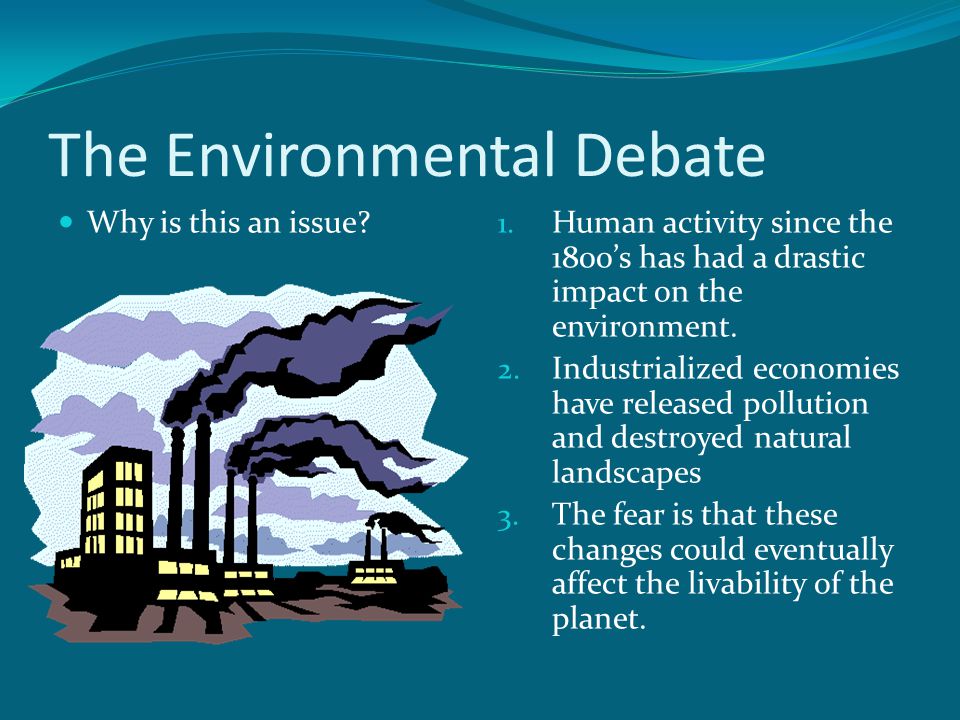 The Environmental Debate
• Why is this an issue?
1. Human activity since the
1800’s has had a drastic
impact on the
environment.
2. Industrialized economies
have released pollution
and destroyed natural
landscapes
3. The fear is that these
changes could eventually
affect the livability of the
planet.